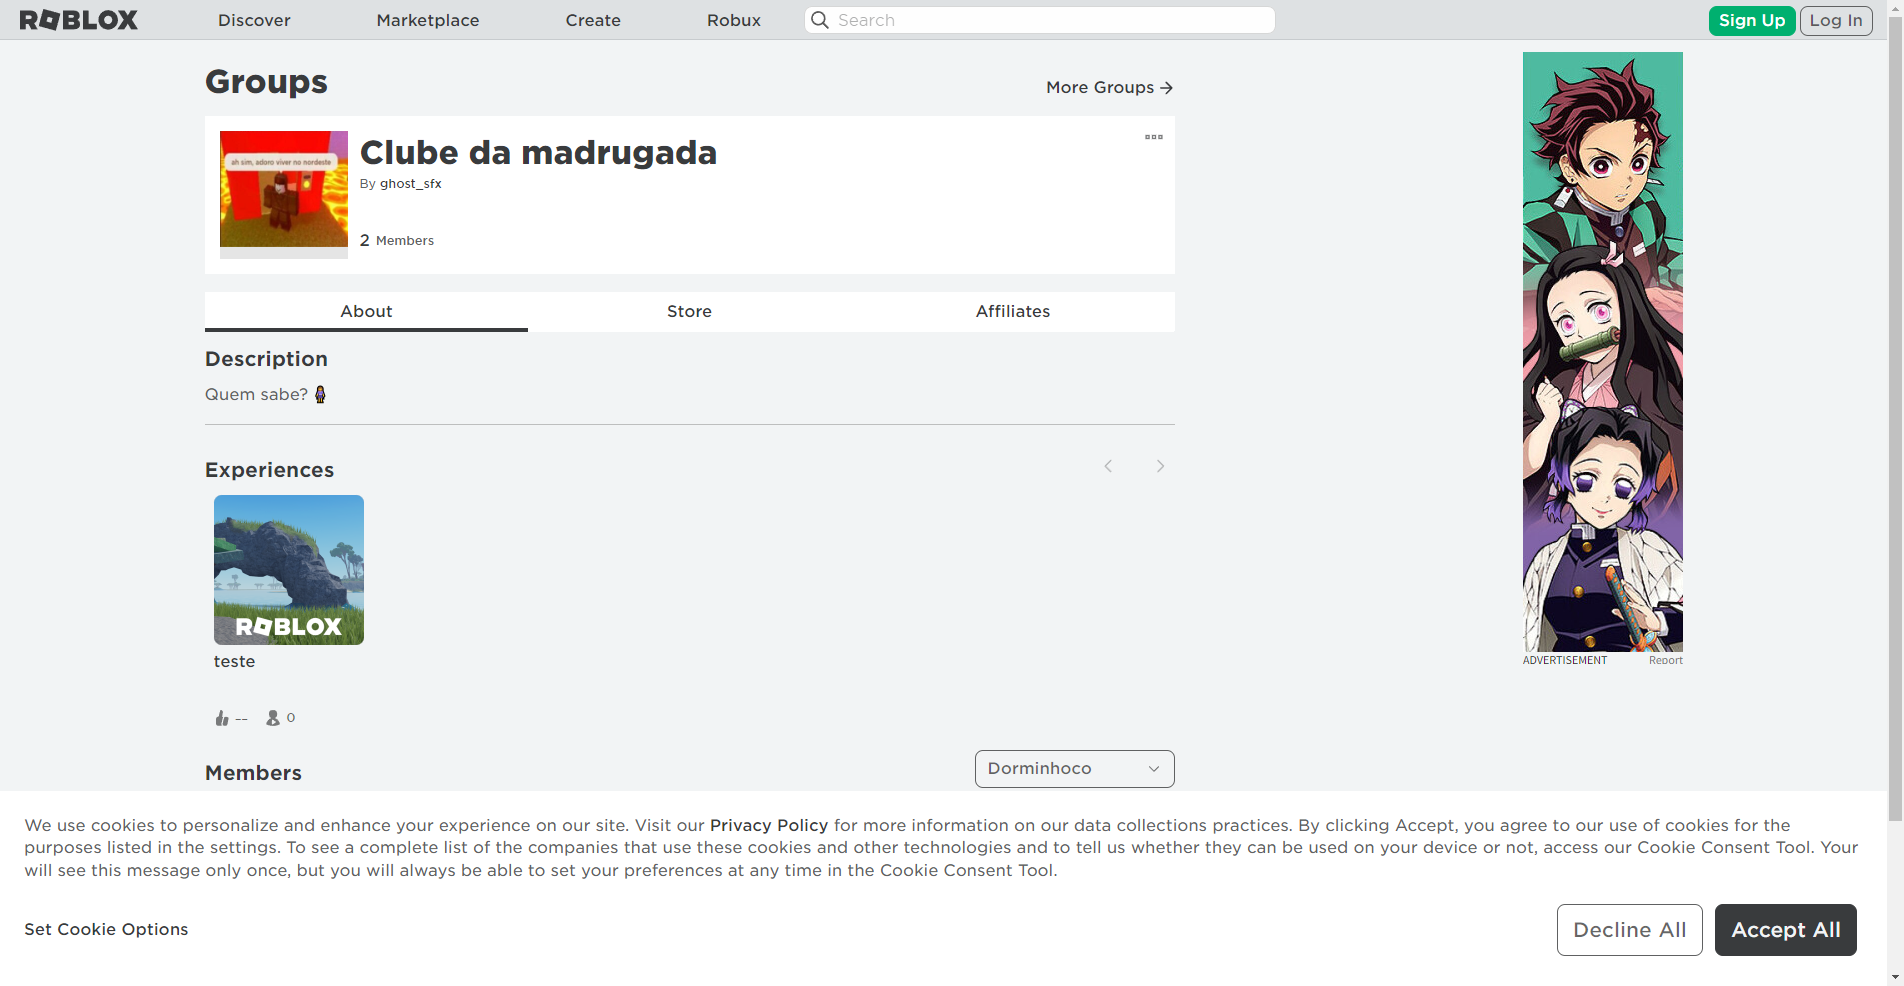 ROBLOX
Discover
Marketplace
Create
Robux
Search
Sign Up
Log In
Groups
More Groups →
ah sim, adoro viver no nordeste
Clube da madrugada
By ghost_sfx
2 Members
About
Store
Affiliates
Description
Quem sabe?
Experiences
ROBLOX
teste
--
0
ADVERTISEMENT
Report
Members
Dorminhoco
We use cookies to personalize and enhance your experience on our site. Visit our Privacy Policy for more information on our data collections practices. By clicking Accept, you agree to our use of cookies for the
purposes listed in the settings. To see a complete list of the companies that use these cookies and other technologies and to tell us whether they can be used on your device or not, access our Cookie Consent Tool. Your
will see this message only once, but you will always be able to set your preferences at any time in the Cookie Consent Tool.
Set Cookie Options
Decline All
Accept All